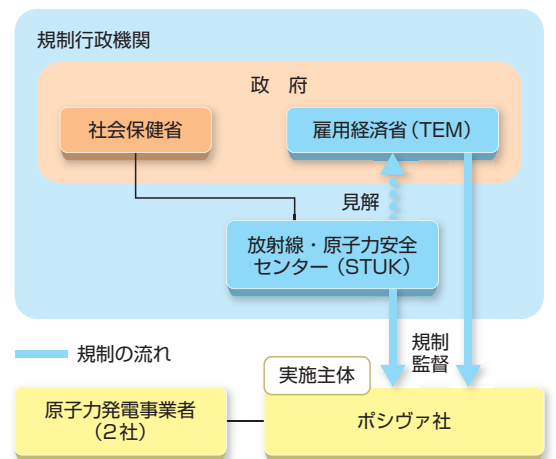 規制行政機関
政 府
社会保健省
雇用経済省(TEM)
見解
放射線・原子力安全
センター(STUK)
規制の流れ
規制
監督
実施主体
原子力発電事業者
(2社)
ポシヴァ社